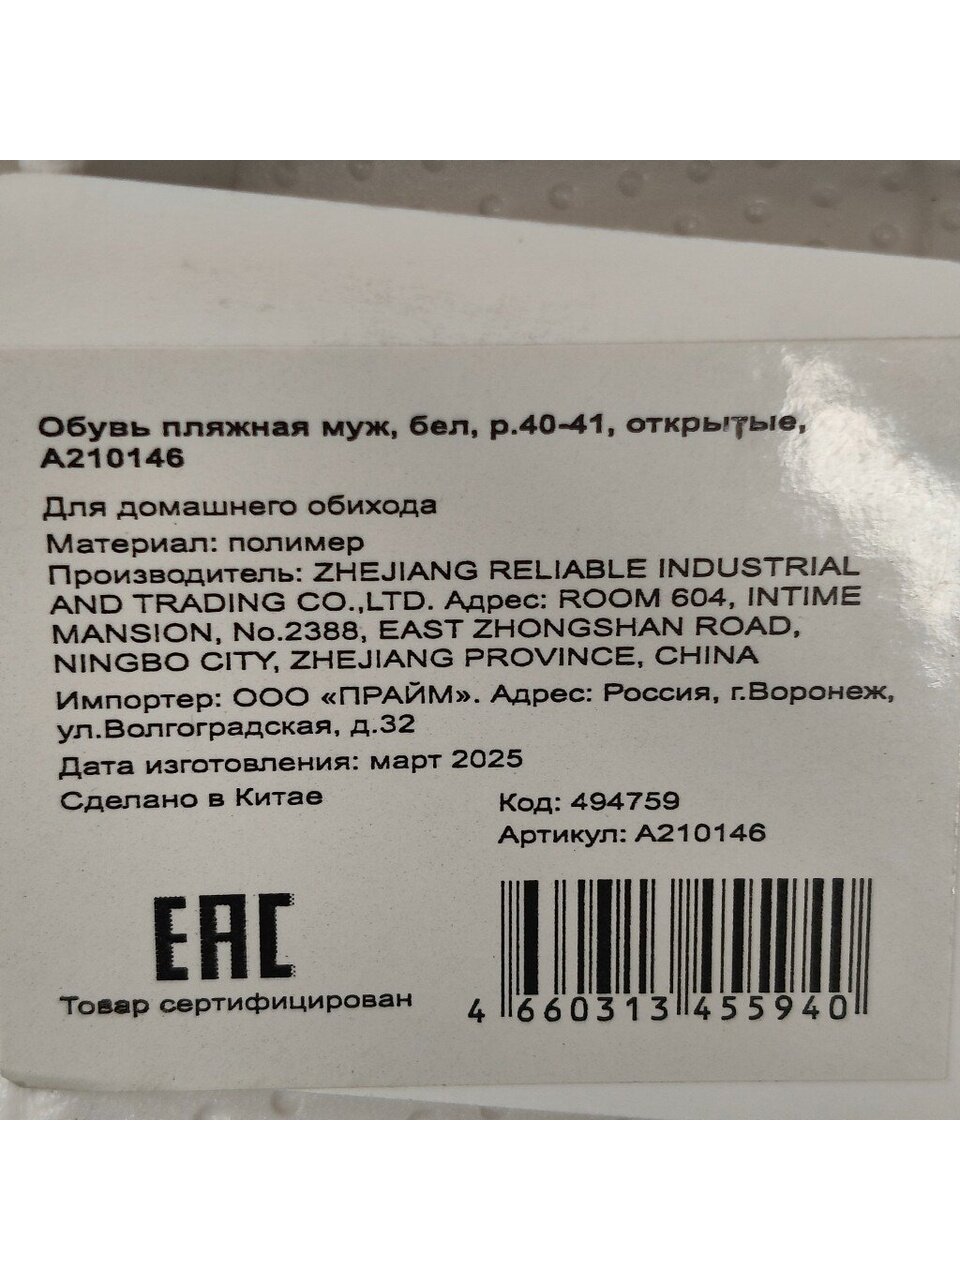 Обувь пляжная муж, бел, р.40-41, открытые,
А210146
Для домашнего обихода
Материал: полимер
Производитель: ZHEJIANG RELIABLE INDUSTRIAL
AND TRADING CO.,LTD. Адрес: ROOM 604, INTIME
MANSION, No.2388, EAST ZHONGSHAN ROAD,
NINGBO CITY, ZHEJIANG PROVINCE, CHINA
Импортер: ООО «ПРАЙМ». Адрес: Россия, г.Воронеж,
ул.Волгоградская, д.32
Дата изготовления: март 2025
Сделано в Китае
Код: 494759
Артикул: А210146
ЕАС
Товар сертифицирован
4 660313 455940